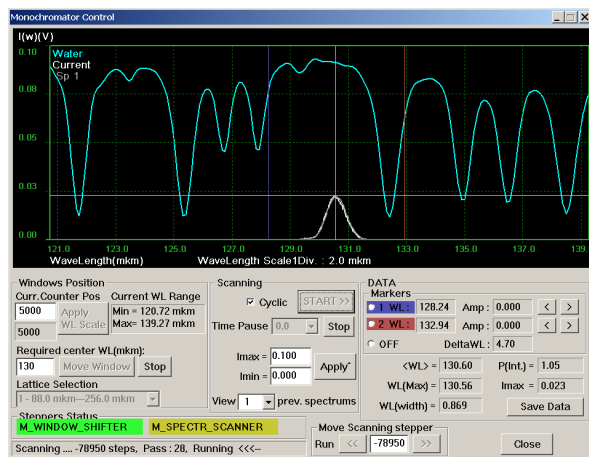 Monochromator Control
I(w)(V)
0.10
Water
Current
Sp 1
0.08
0.05
0.03
0.00
121.0 123.0 125.0 127.0 129.0 131.0 133.0 135.0 137.0 139.
WaveLength(mkm) WaveLength Scale1Div. : 2.0 mkm
Windows Position
Curr.Counter Pos Current WL Range
5000 Apply WL Scale Min = 120.72 mkm
5000 Max= 139.27 mkm
Required center WL(mkm):
130 Move Window Stop
Lattice Selection
1 - 88.0 mkm---256.0 mkm
Scanning
Cyclic START >>
Time Pause 0.0 Stop
Imax = 0.100
Imin = 0.000 Apply^
View 1 prev. spectrums
DATA
Markers
1 WL: 128.24 Amp: 0.000 < >
2 WL: 132.94 Amp: 0.000 < >
OFF DeltaWL: 4.70
<WL> = 130.60 P(Int.) = 1.05
WL(Max) = 130.56 Imax = 0.023
WL(width) = 0.869 Save Data
Steppers Status
M_WINDOW_SHIFTER M_SPECTR_SCANNER
Scanning .... -78950 steps, Pass : 28, Running <<<--
Move Scanning stepper
Run << -78950 >>
Close